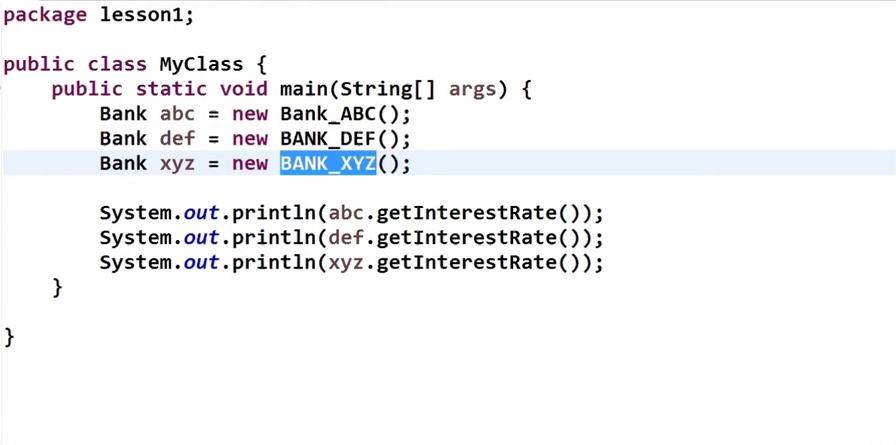 package lesson1;
public class MyClass {
public static void main(String[] args) {
Bank abc = new Bank_ABC();
Bank def = new BANK_DEF();
Bank xyz = new BANK_XYZ();
System.out.println(abc.getInterestRate());
System.out.println(def.getInterestRate());
System.out.println(xyz.getInterestRate());
}
}